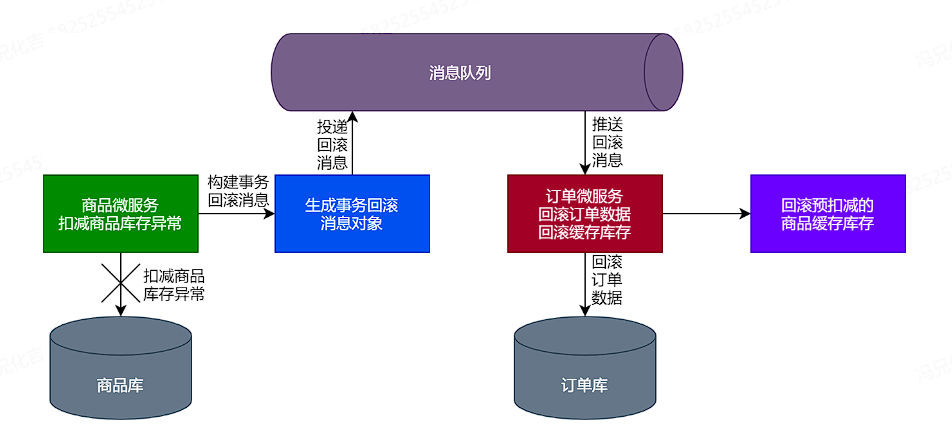 消息队列
投递
回滚
消息
推送
回滚
消息
商品微服务
扣减商品库存异常
构建事务
回滚消息
生成事务回滚
消息对象
订单微服务
回滚订单数据
回滚缓存库存
回滚预扣减的
商品缓存库存
扣减商品
库存异常
回滚
订单
数据
商品库
订单库